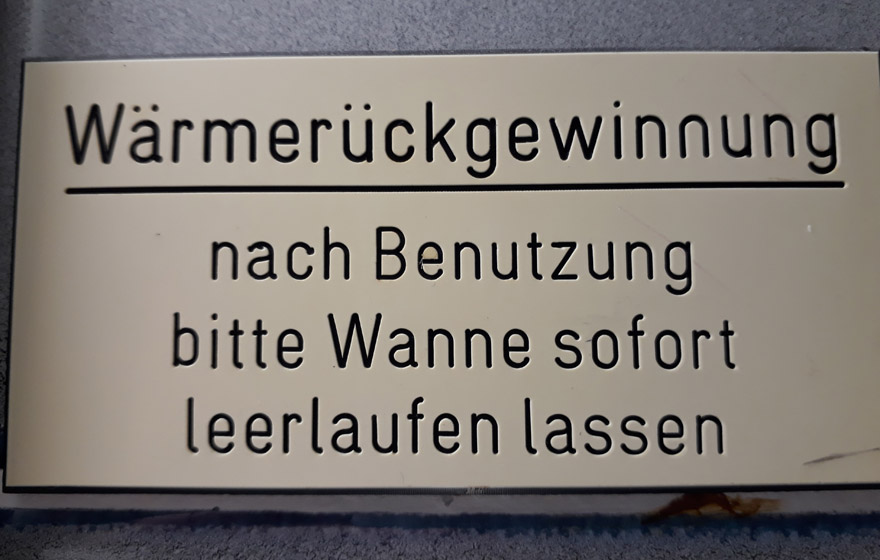 Wärmerückgewinnung
nach Benutzung
bitte Wanne sofort
leerlaufen lassen